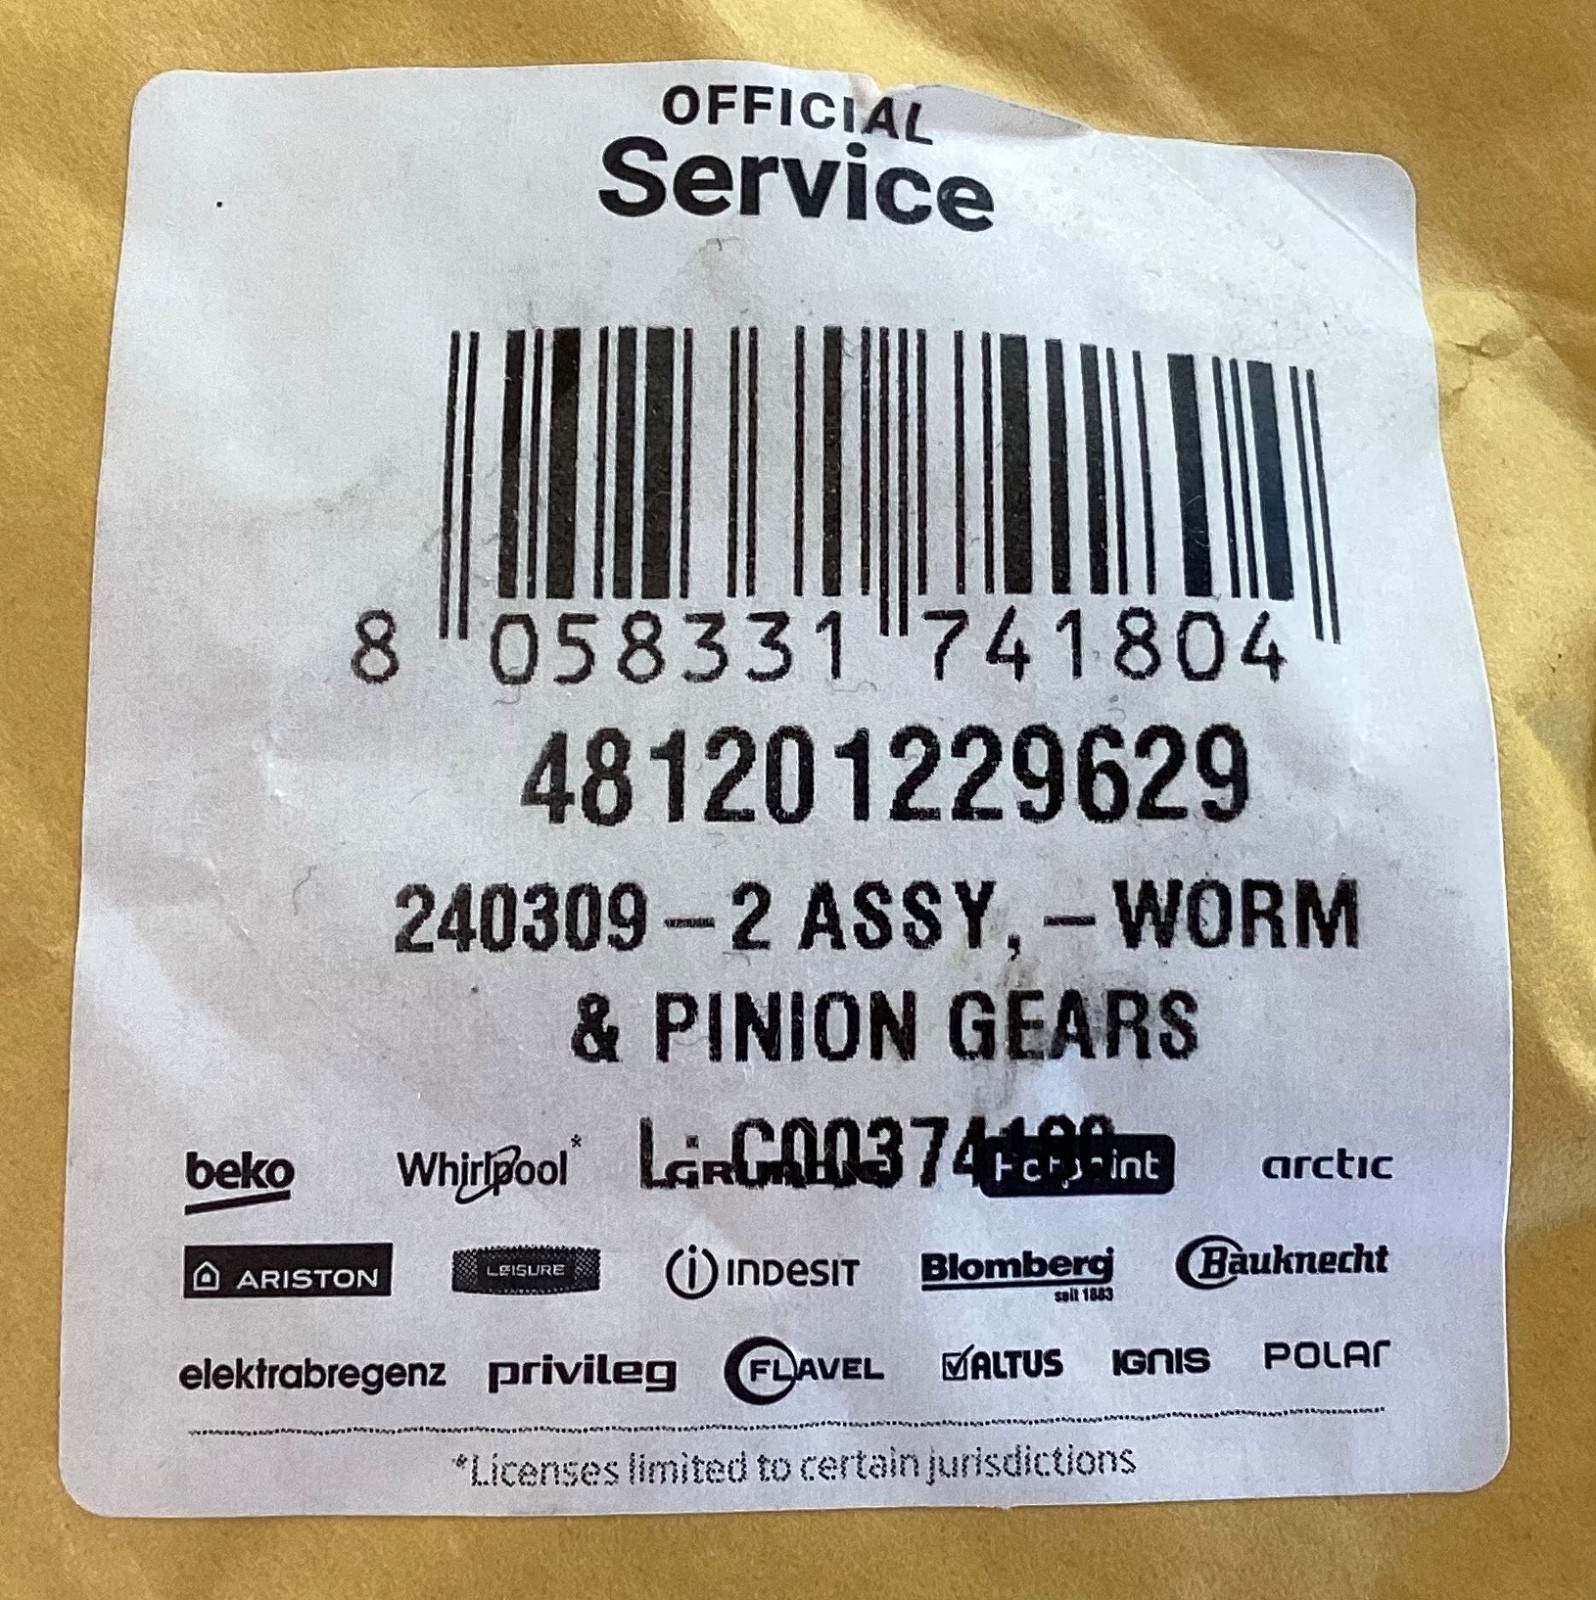 OFFICIAL
Service
8 058331 741804
481201229629
240309-2 ASSY, -WORM
& PINION GEARS
beko Whirlpool* L: GRUNDIG Hotpoint arctic
ARISTON LEISURE indesit Blomberg Bauknecht
seit 1883
elektrabregenz privileg FLAVEL ALTUS IGNIS POLAR
*Licenses limited to certain jurisdictions